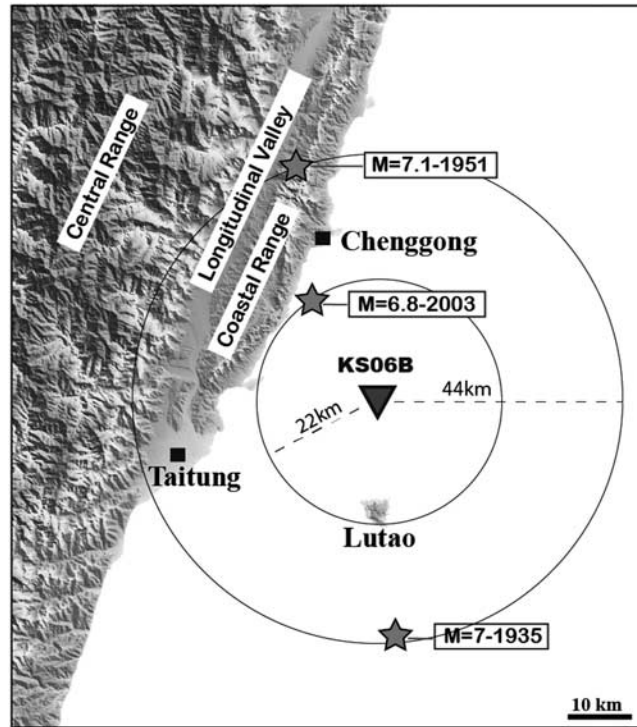 Central Range
Longitudinal Valley
Coastal Range
M=7.1-1951
Chenggong
M=6.8-2003
KS06B
44km
22km
Taitung
Lutao
M=7-1935
10 km